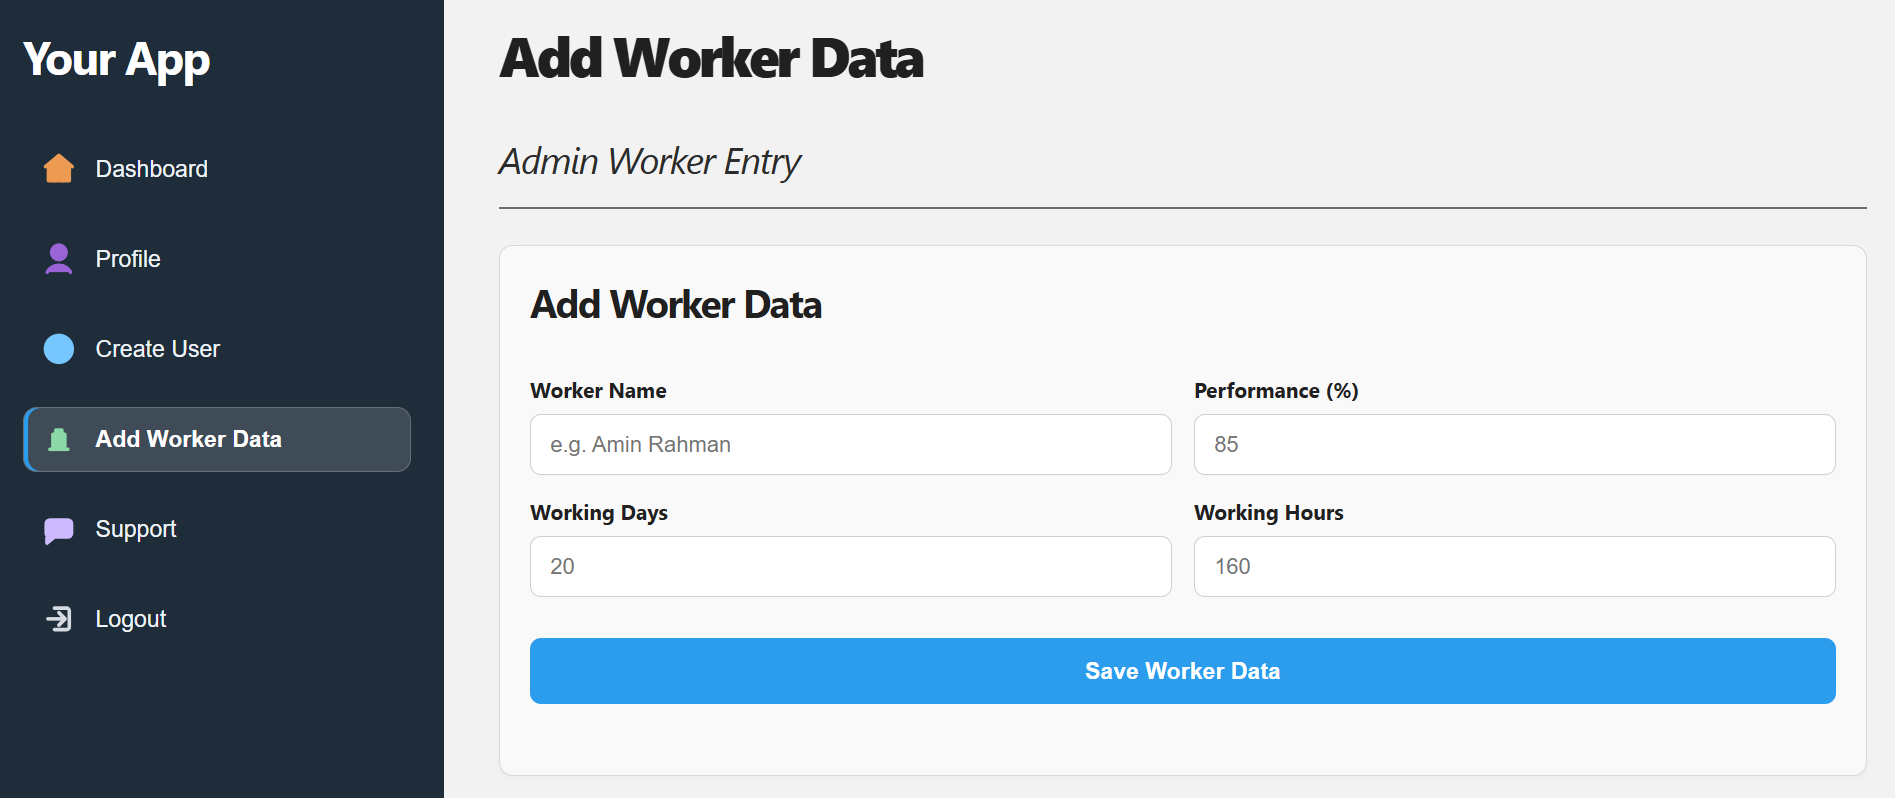 Your App
Dashboard
Profile
Create User
Add Worker Data
Support
Logout
Add Worker Data
Admin Worker Entry
Add Worker Data
Worker Name
e.g. Amin Rahman
Performance (%)
85
Working Days
20
Working Hours
160
Save Worker Data